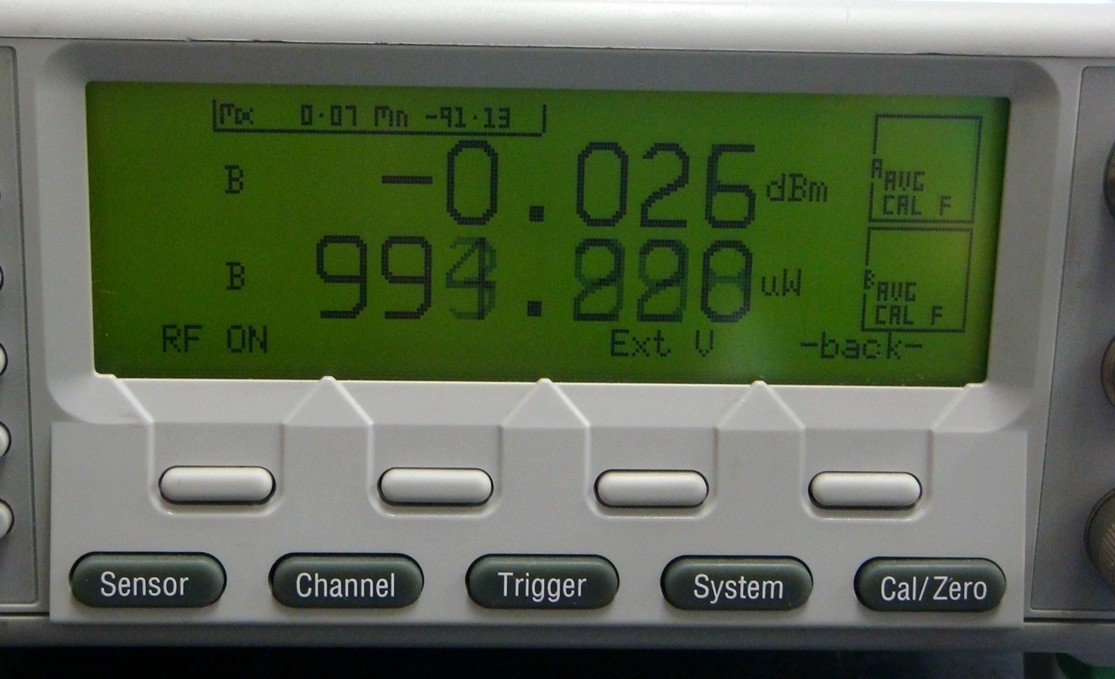 Mx 0.07 Mn -91.13
B -0.026 dBm
A AVG
CAL F
B uW
B AVG
CAL F
RF ON Ext V -back-
Sensor Channel Trigger System Cal/Zero